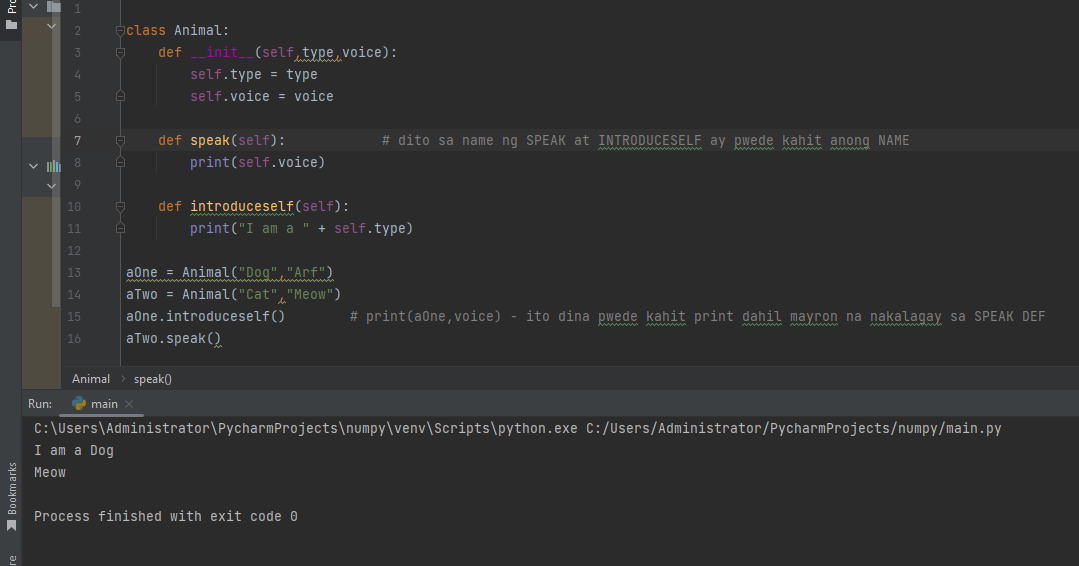 Pro
1
2 class Animal:
3 def __init__(self,type,voice):
4 self.type = type
5 self.voice = voice
6
7 def speak(self): # dito sa name ng SPEAK at INTRODUCESELF ay pwede kahit anong NAME
8 print(self.voice)
9
10 def introduceself(self):
11 print("I am a " + self.type)
12
13 aOne = Animal("Dog","Arf")
14 aTwo = Animal("Cat","Meow")
15 aOne.introduceself() # print(aOne,voice) - ito dina pwede kahit print dahil mayron na nakalagay sa SPEAK DEF
16 aTwo.speak()
Animal speak()
Run: main
C:\Users\Administrator\PycharmProjects\numpy\venv\Scripts\python.exe C:/Users/Administrator/PycharmProjects/numpy/main.py
I am a Dog
Meow
Process finished with exit code 0
Bookmarks
re